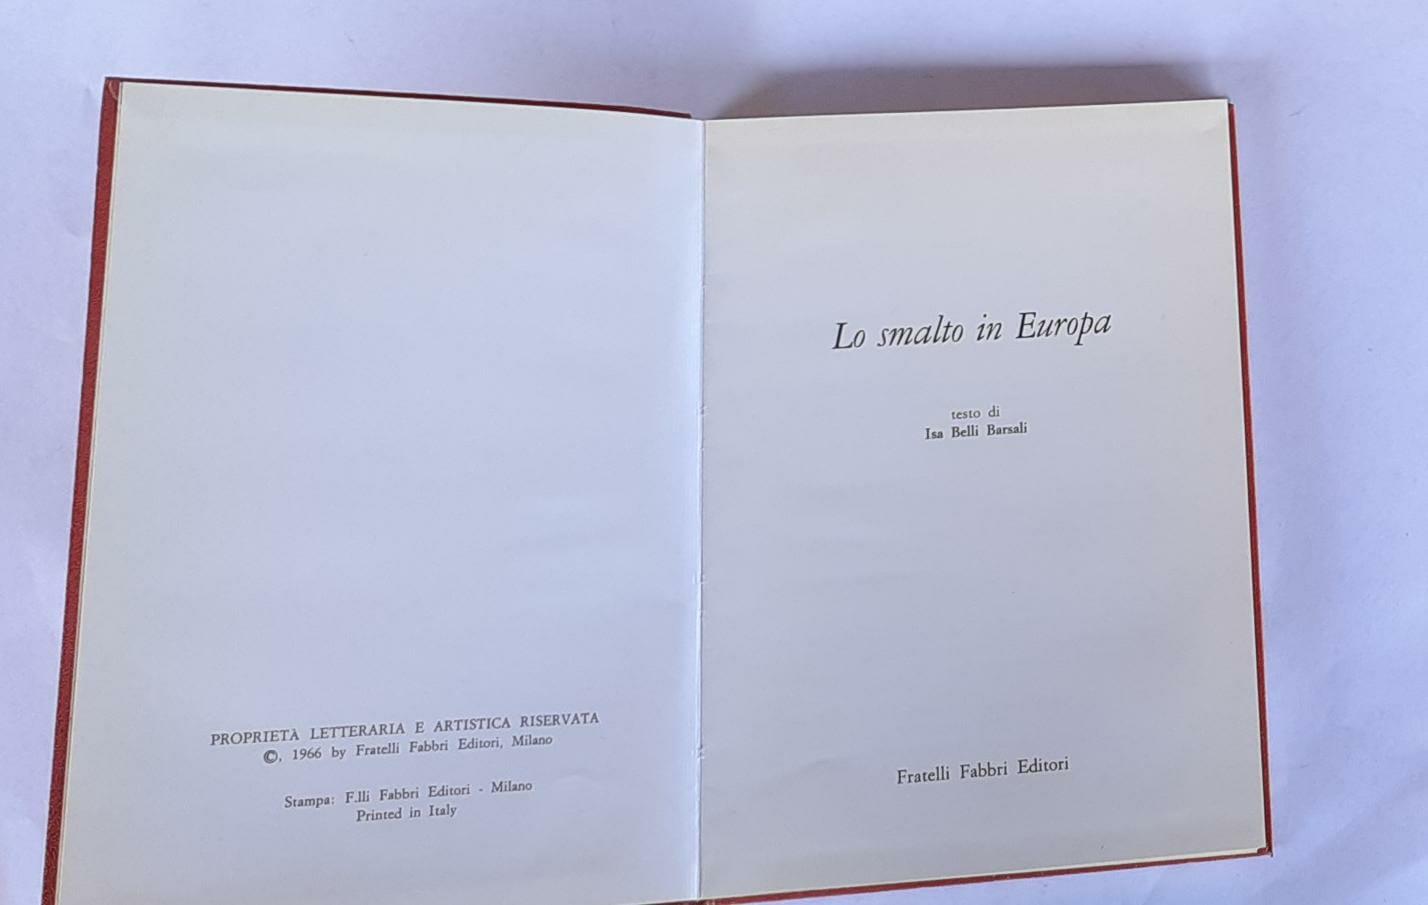 PROPRIETÀ LETTERARIA E ARTISTICA RISERVATA
©, 1966 by Fratelli Fabbri Editori, Milano
Stampa: F.lli Fabbri Editori - Milano
Printed in Italy
Lo smalto in Europa
testo di
Isa Belli Barsali
Fratelli Fabbri Editori